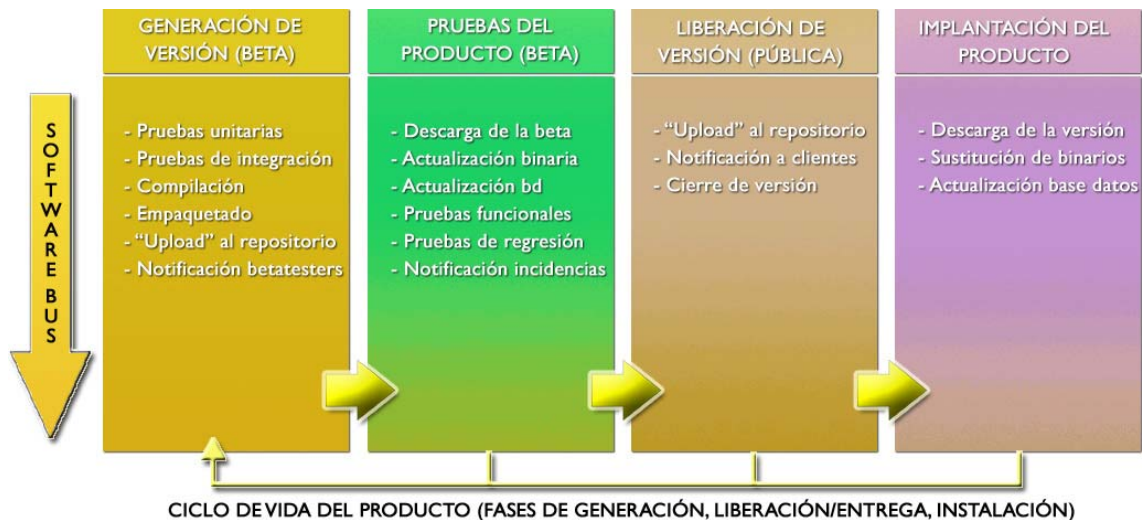 SOFTWARE BUS
GENERACIÓN DE
VERSIÓN (BETA)
- Pruebas unitarias
- Pruebas de integración
- Compilación
- Empaquetado
- "Upload" al repositorio
- Notificación betatesters
PRUEBAS DEL
PRODUCTO (BETA)
- Descarga de la beta
- Actualización binaria
- Actualización bd
- Pruebas funcionales
- Pruebas de regresión
- Notificación incidencias
LIBERACIÓN DE
VERSIÓN (PÚBLICA)
- "Upload" al repositorio
- Notificación a clientes
- Cierre de versión
IMPLANTACIÓN DEL
PRODUCTO
- Descarga de la versión
- Sustitución de binarios
- Actualización base datos
CICLO DE VIDA DEL PRODUCTO (FASES DE GENERACIÓN, LIBERACIÓN/ENTREGA, INSTALACIÓN)